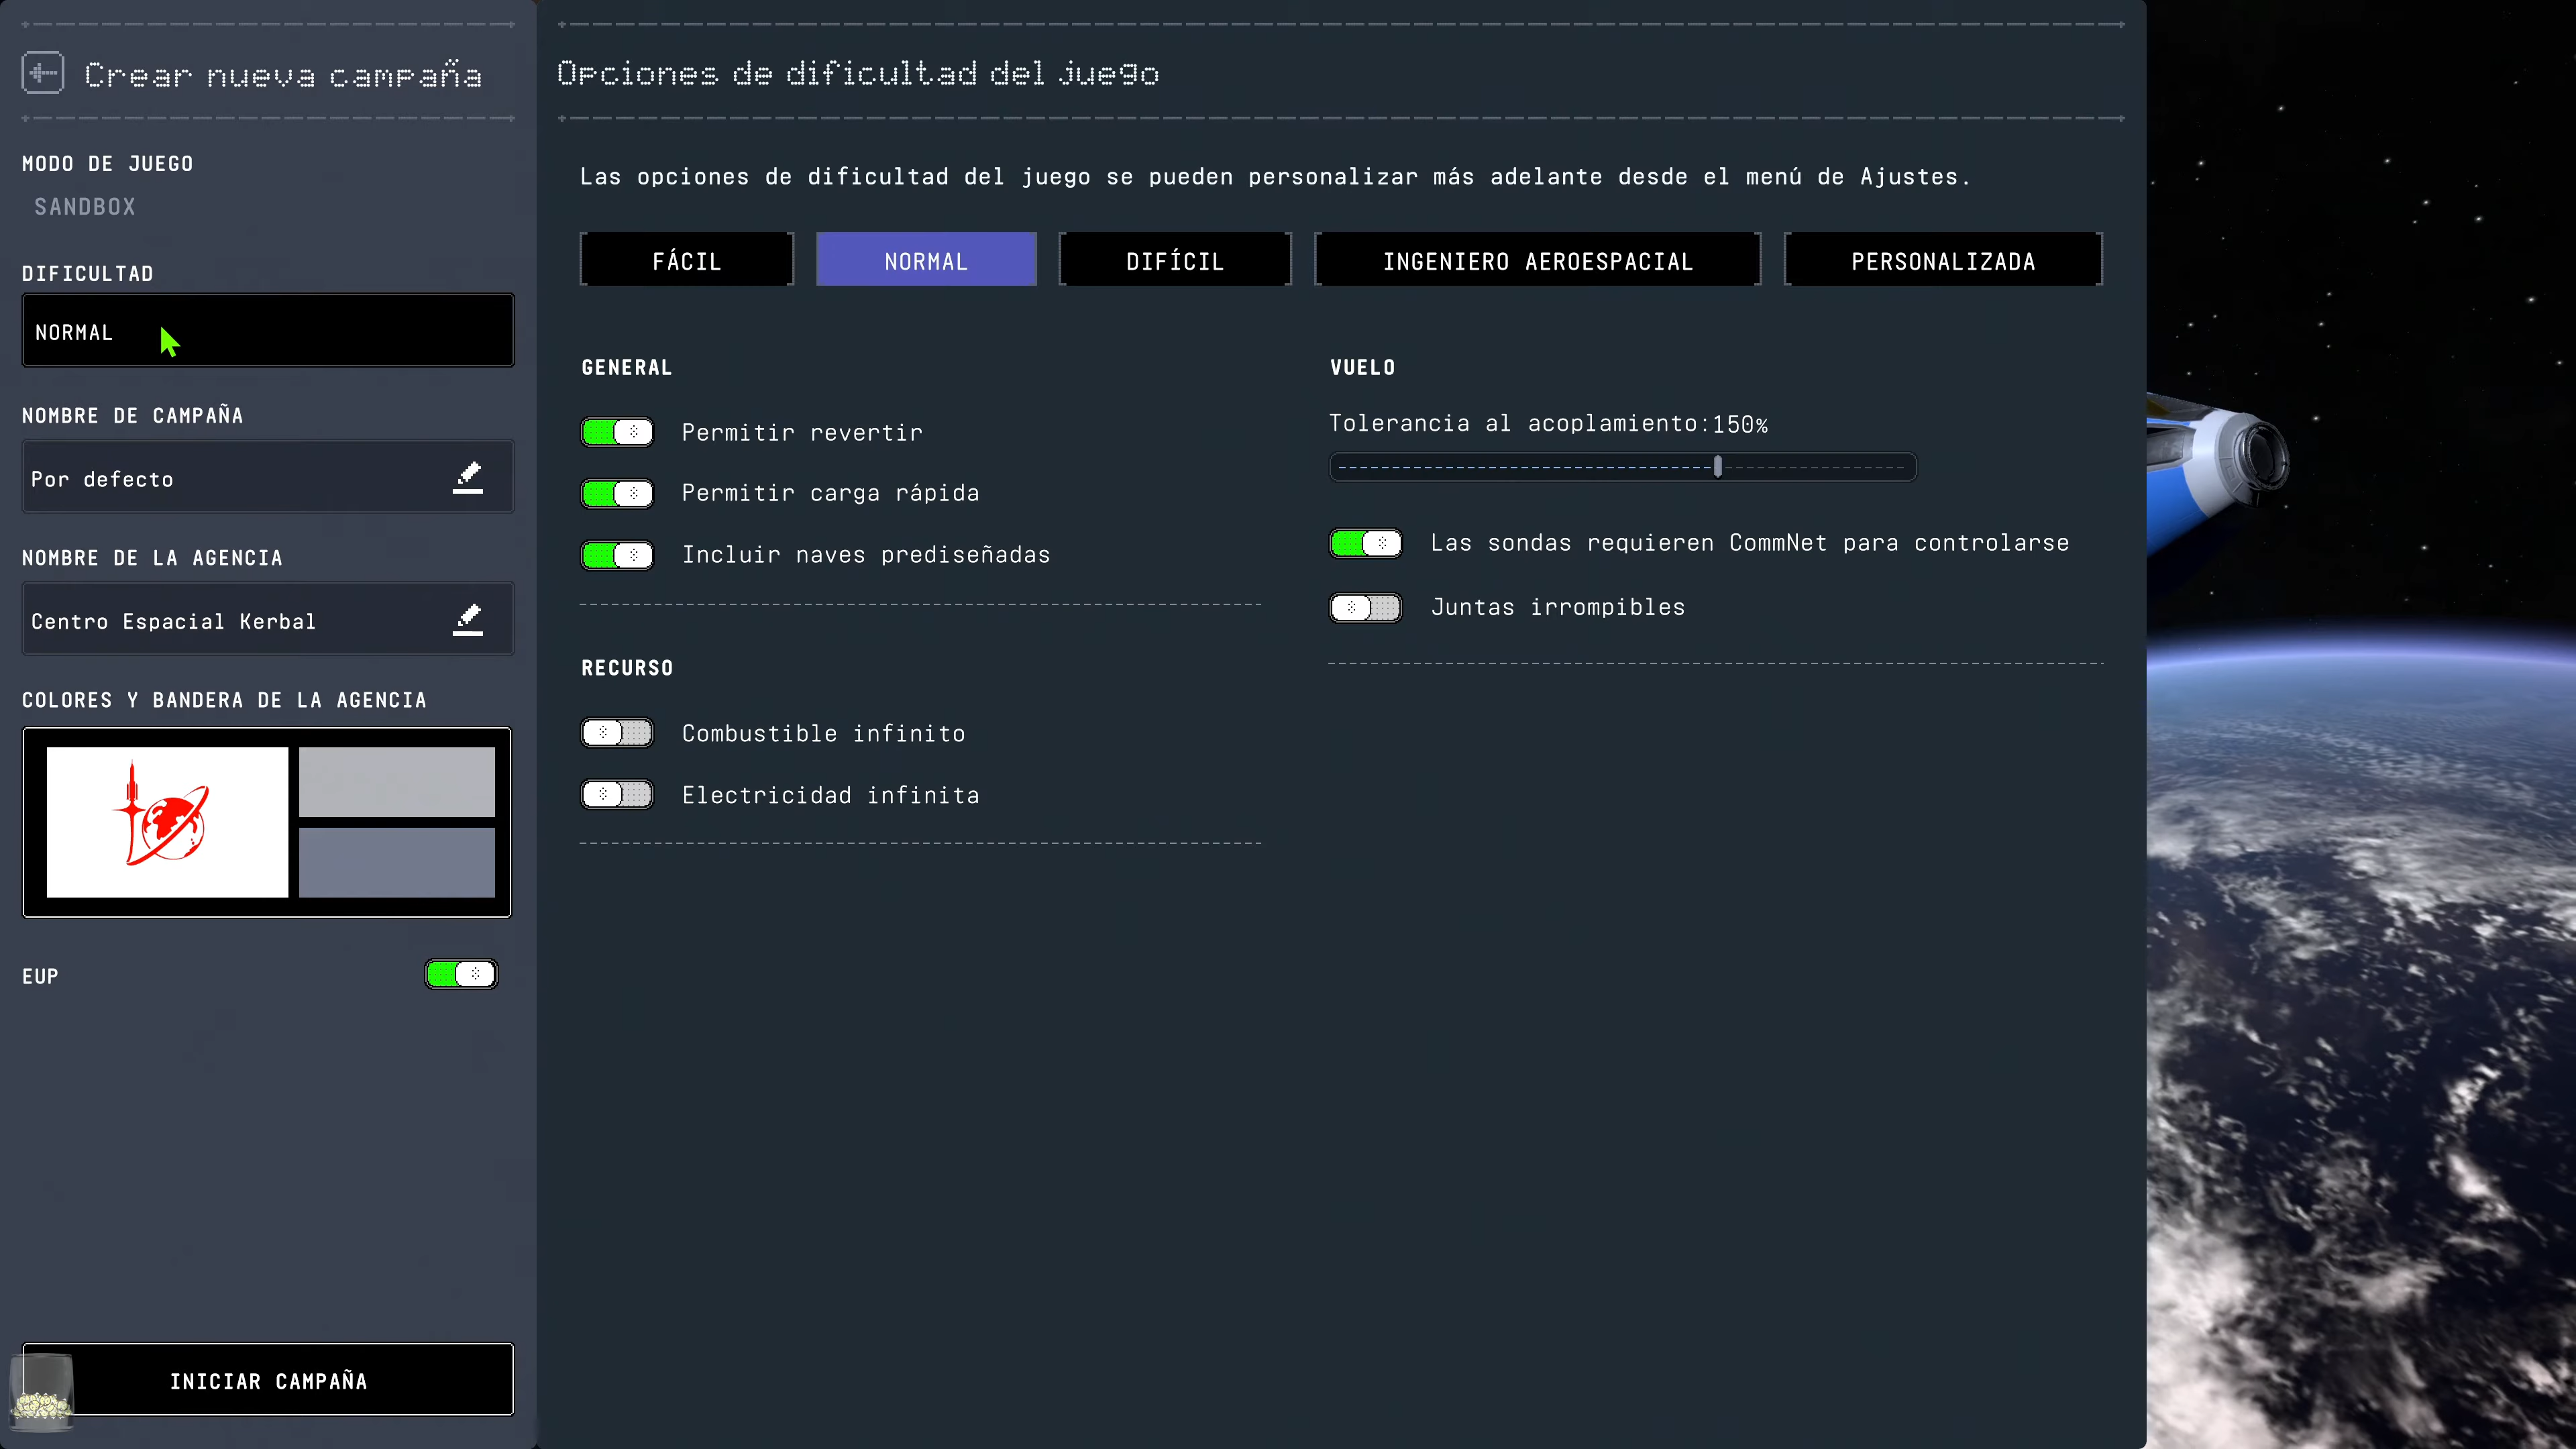 Crear nueva campaña
MODO DE JUEGO
SANDBOX
DIFICULTAD
NORMAL
NOMBRE DE CAMPAÑA
Por defecto
NOMBRE DE LA AGENCIA
Centro Espacial Kerbal
COLORES Y BANDERA DE LA AGENCIA
EUP
INICIAR CAMPAÑA
Opciones de dificultad del juego
Las opciones de dificultad del juego se pueden personalizar más adelante desde el menú de Ajustes.
FÁCIL NORMAL DIFÍCIL INGENIERO AEROESPACIAL PERSONALIZADA
GENERAL
Permitir revertir
Permitir carga rápida
Incluir naves prediseñadas
RECURSO
Combustible infinito
Electricidad infinita
VUELO
Tolerancia al acoplamiento:150%
Las sondas requieren CommNet para controlarse
Juntas irrompibles